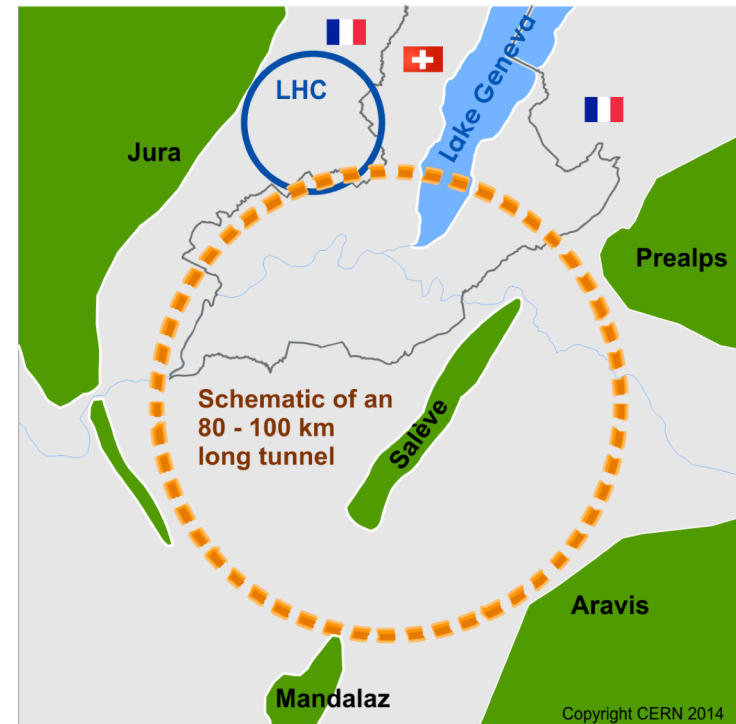 LHC
Lake Geneva
Jura
Prealps
Schematic of an
80 - 100 km
long tunnel
Salève
Aravis
Mandalaz
Copyright CERN 2014